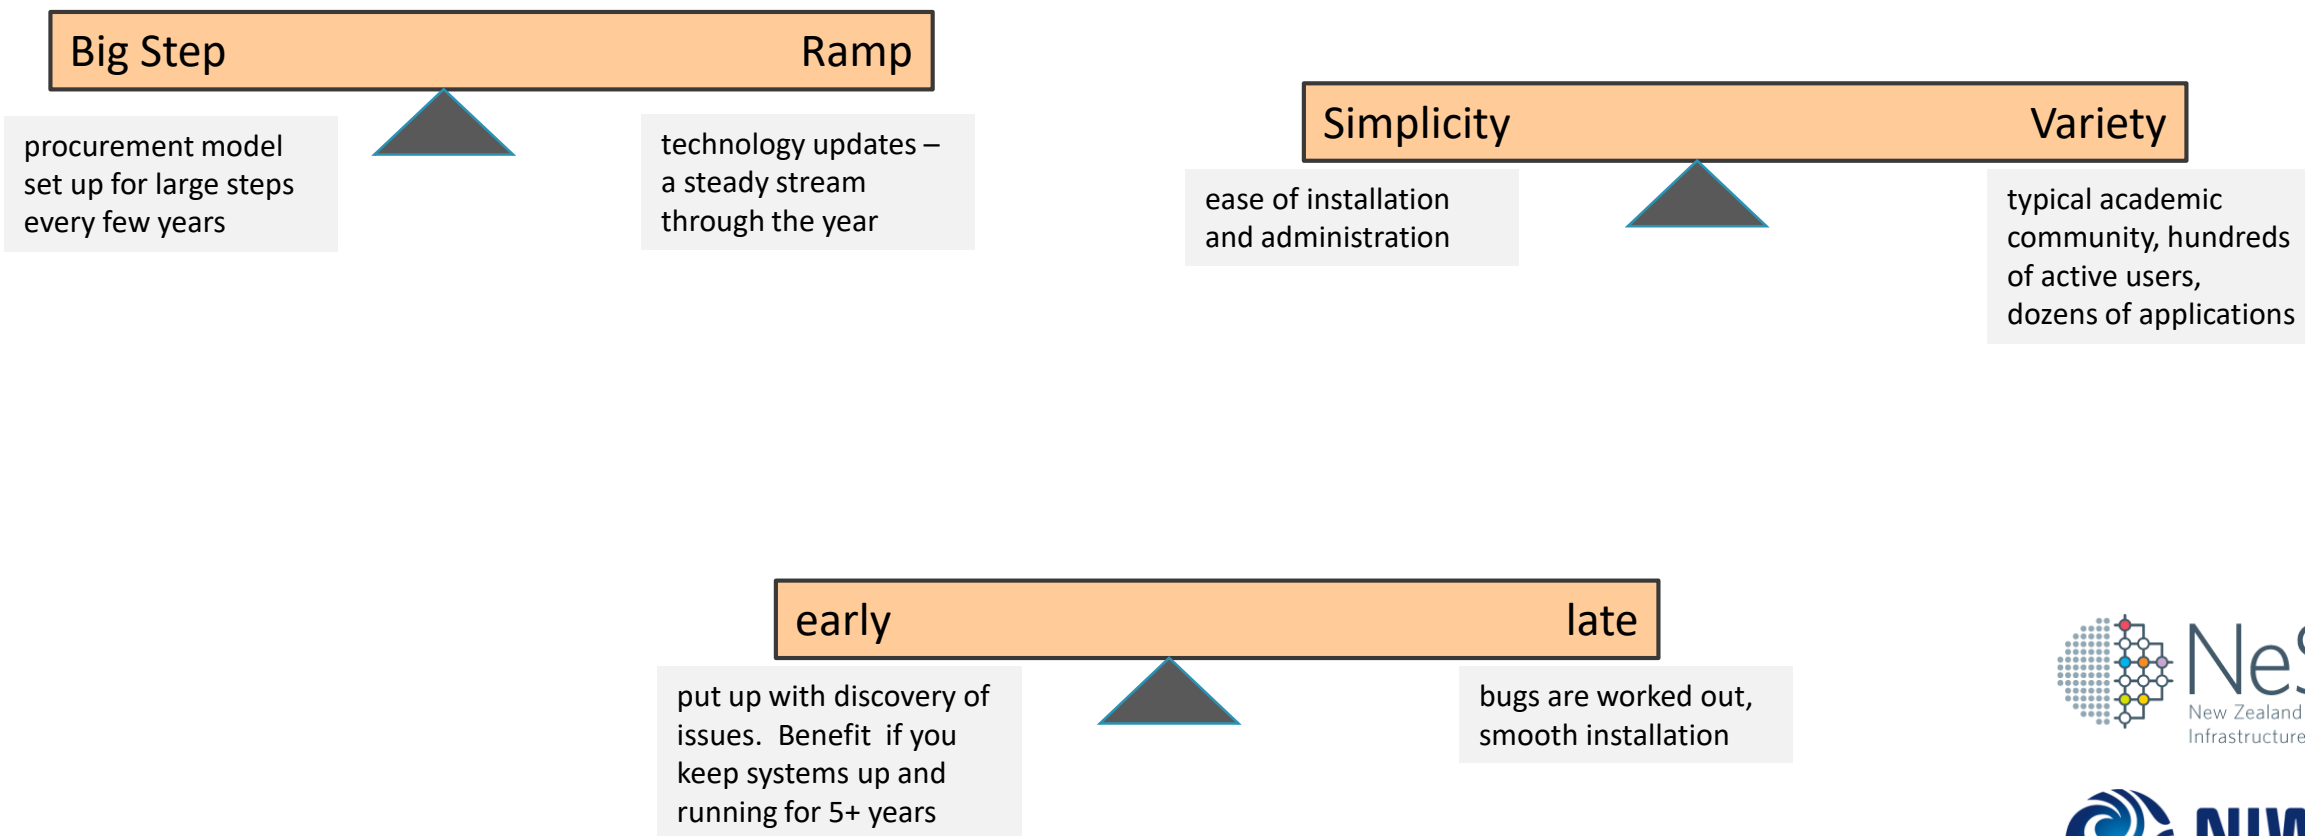 Big Step Ramp
procurement model
set up for large steps
every few years
technology updates –
a steady stream
through the year
Simplicity Variety
ease of installation
and administration
typical academic
community, hundreds
of active users,
dozens of applications
early late
put up with discovery of
issues. Benefit if you
keep systems up and
running for 5+ years
bugs are worked out,
smooth installation
NeS
New Zealand
Infrastructure
NIW